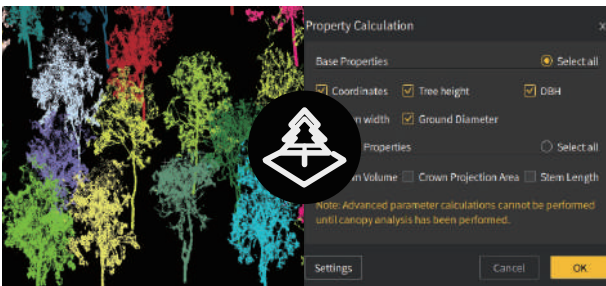 Property Calculation x
Base Properties Select all
Coordinates Tree height DBH
width Ground Diameter
Properties Select all
Volume Crown Projection Area Stem Length
Note: Advanced parameter calculations cannot be performed
until canopy analysis has been performed.
Settings Cancel OK